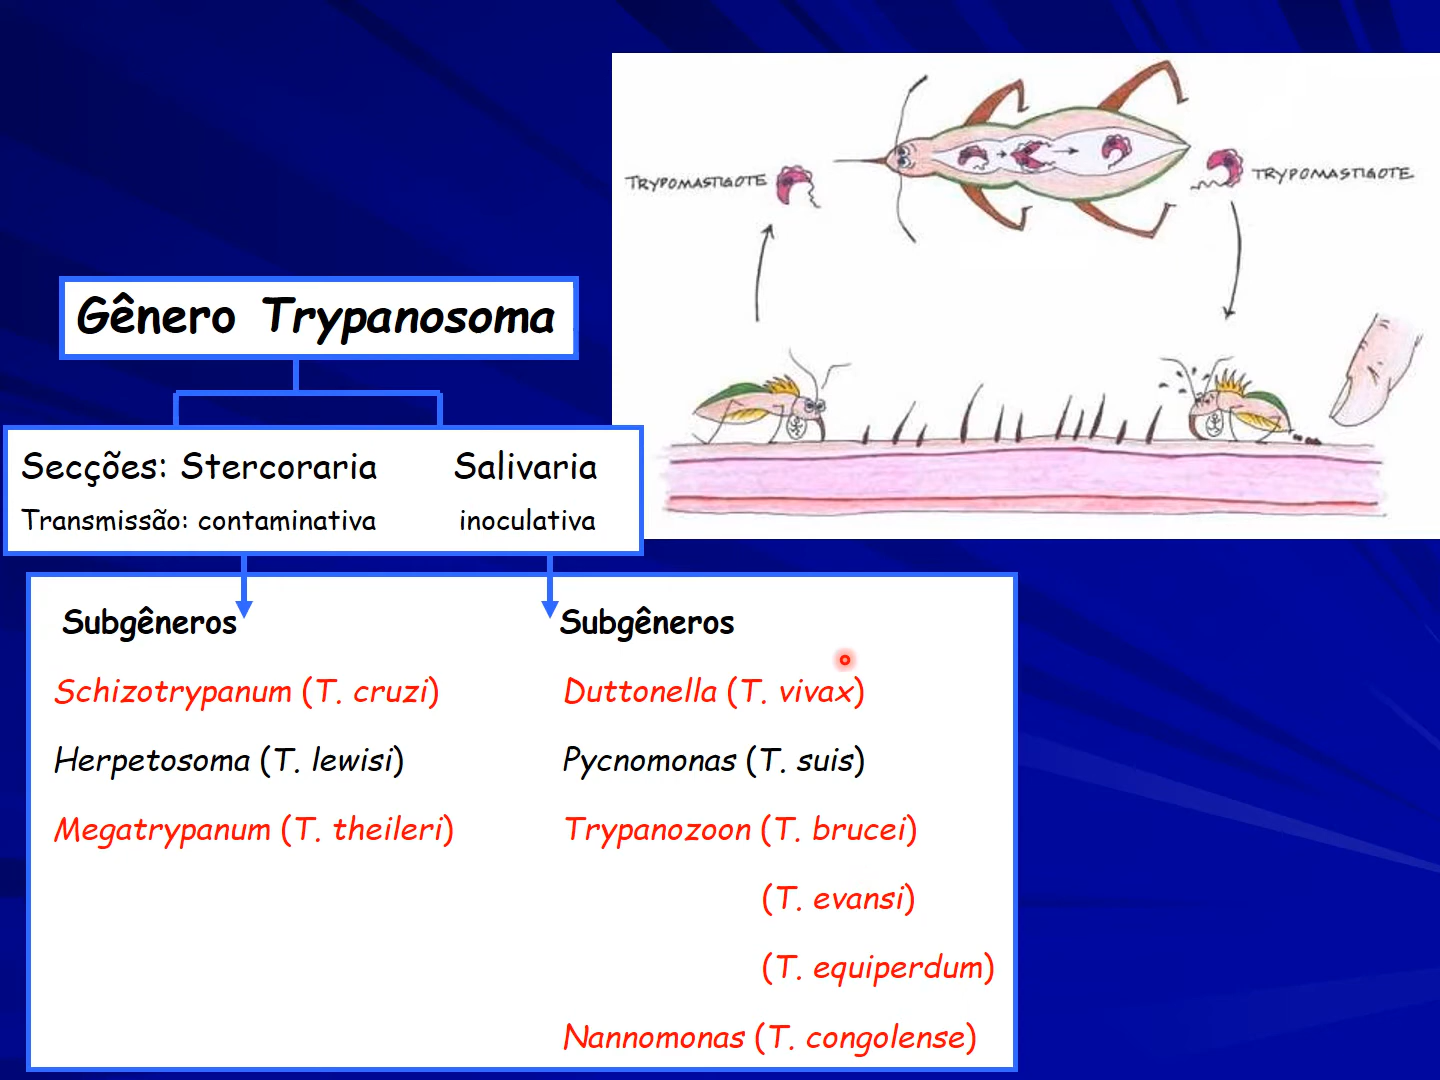 TRYPOMASTIGOTE
TRYPOMASTIGOTE
Gênero Trypanosoma
Secções: Stercoraria Salivaria
Transmissão: contaminativa inoculativa
Subgêneros
Schizotrypanum (T. cruzi)
Herpetosoma (T. lewisi)
Megatrypanum (T. theileri)
Subgêneros
Duttonella (T. vivax)
Pycnomonas (T. suis)
Trypanozoon (T. brucei)
(T. evansi)
(T. equiperdum)
Nannomonas (T. congolense)